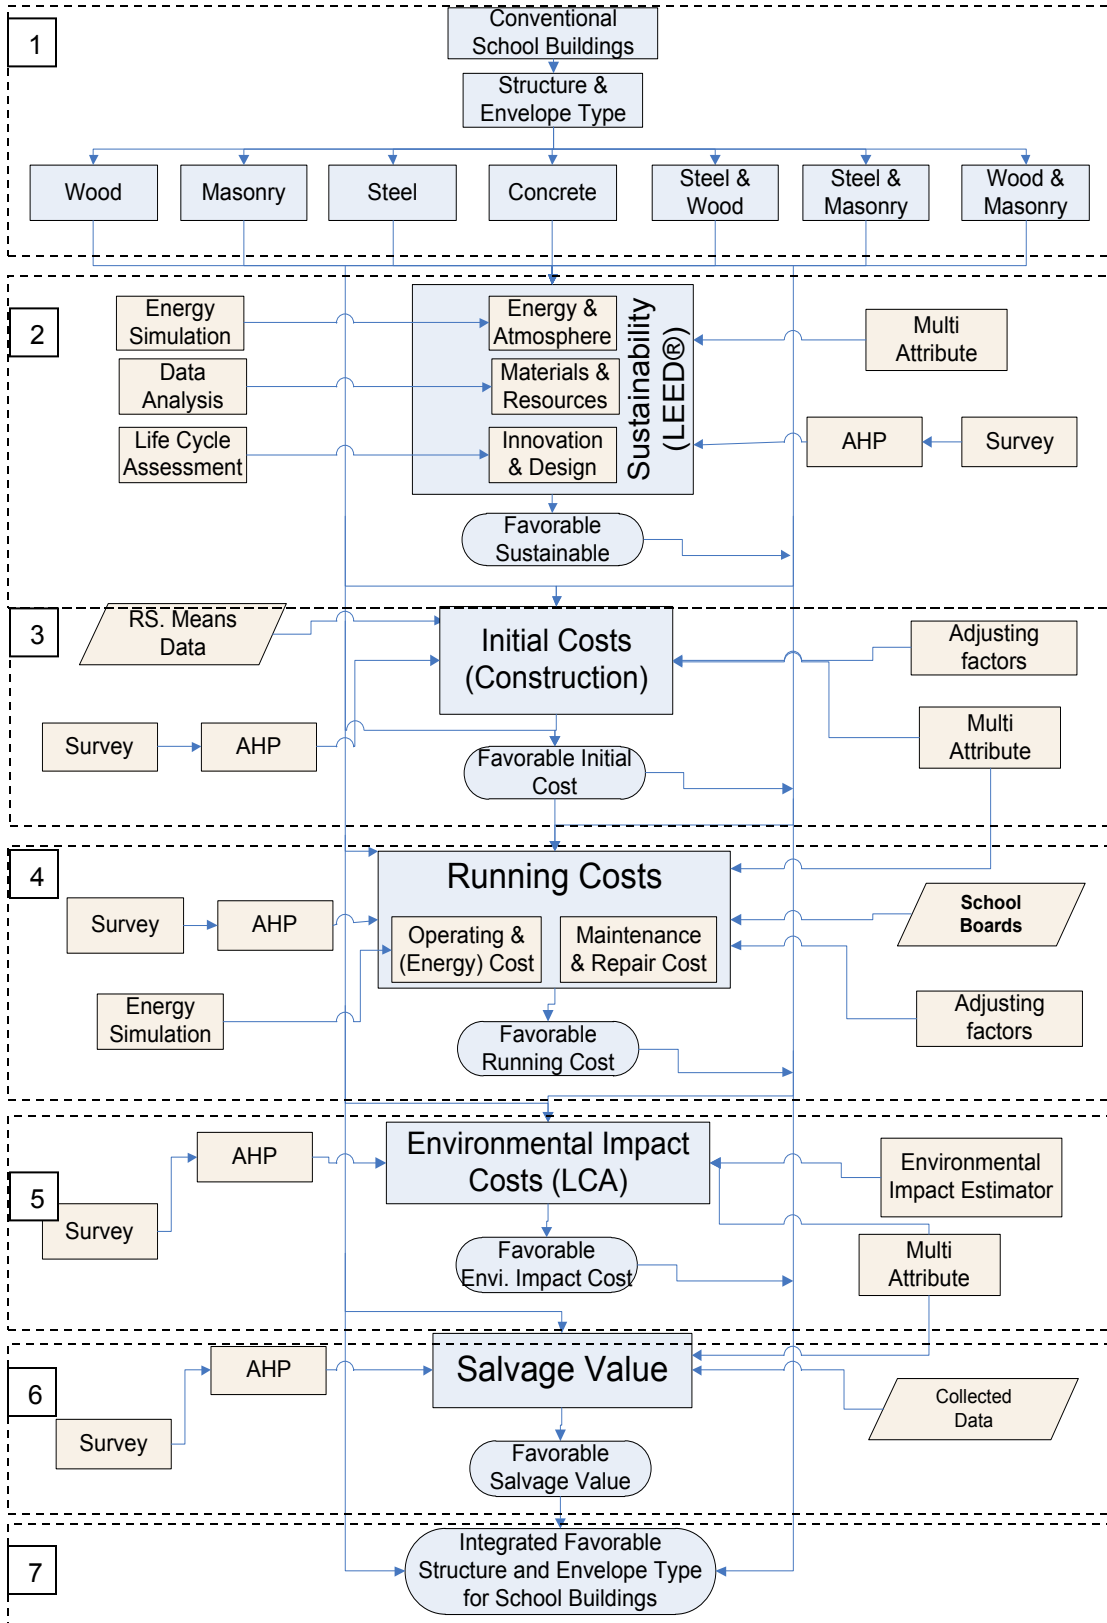 1
Conventional
School Buildings
Structure &
Envelope Type
Wood
Masonry
Steel
Concrete
Steel &
Wood
Steel &
Masonry
Wood &
Masonry
2
Energy
Simulation
Data
Analysis
Life Cycle
Assessment
Energy &
Atmosphere
Materials &
Resources
Innovation
& Design
Sustainability
(LEED®)
Multi
Attribute
AHP
Survey
Favorable
Sustainable
3
RS. Means
Data
Initial Costs
(Construction)
Adjusting
factors
Survey
AHP
Multi
Attribute
Favorable Initial
Cost
4
Running Costs
Survey
AHP
Operating &
(Energy) Cost
Maintenance
& Repair Cost
School
Boards
Energy
Simulation
Adjusting
factors
Favorable
Running Cost
5
AHP
Survey
Environmental Impact
Costs (LCA)
Environmental
Impact Estimator
Favorable
Envi. Impact Cost
Multi
Attribute
6
AHP
Survey
Salvage Value
Collected
Data
Favorable
Salvage Value
7
Integrated Favorable
Structure and Envelope Type
for School Buildings